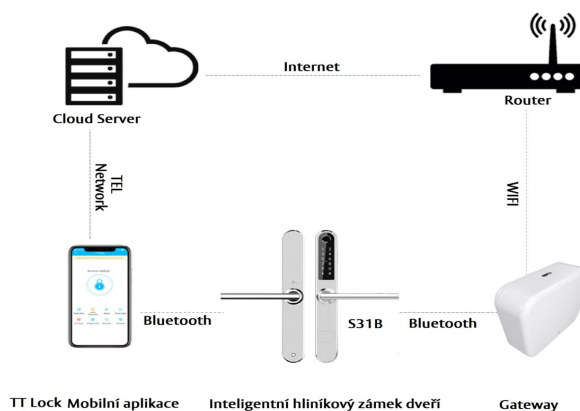 Internet
Cloud Server
Router
TEL
Network
WIFI
Bluetooth
S31B
Bluetooth
TT Lock Mobilní aplikace
Inteligentní hliníkový zámek dveří
Gateway